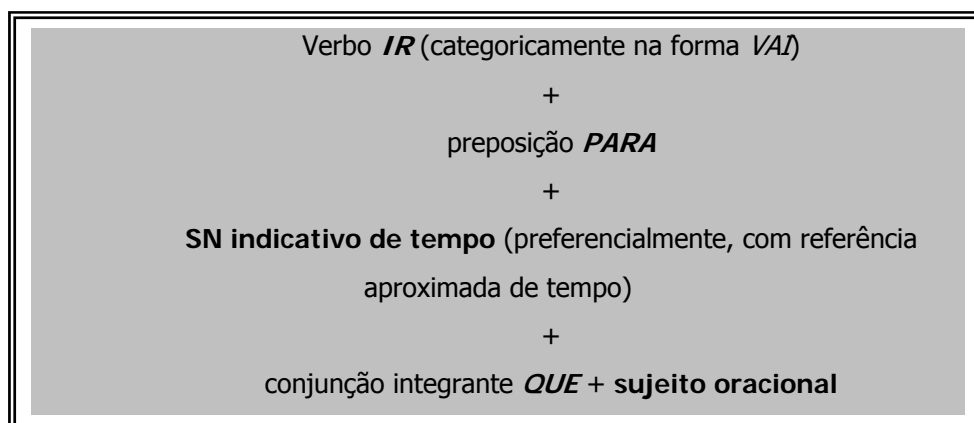 Verbo IR (categoricamente na forma VAI)
+
preposição PARA
+
SN indicativo de tempo (preferencialmente, com referência
aproximada de tempo)
+
conjunção integrante QUE + sujeito oracional